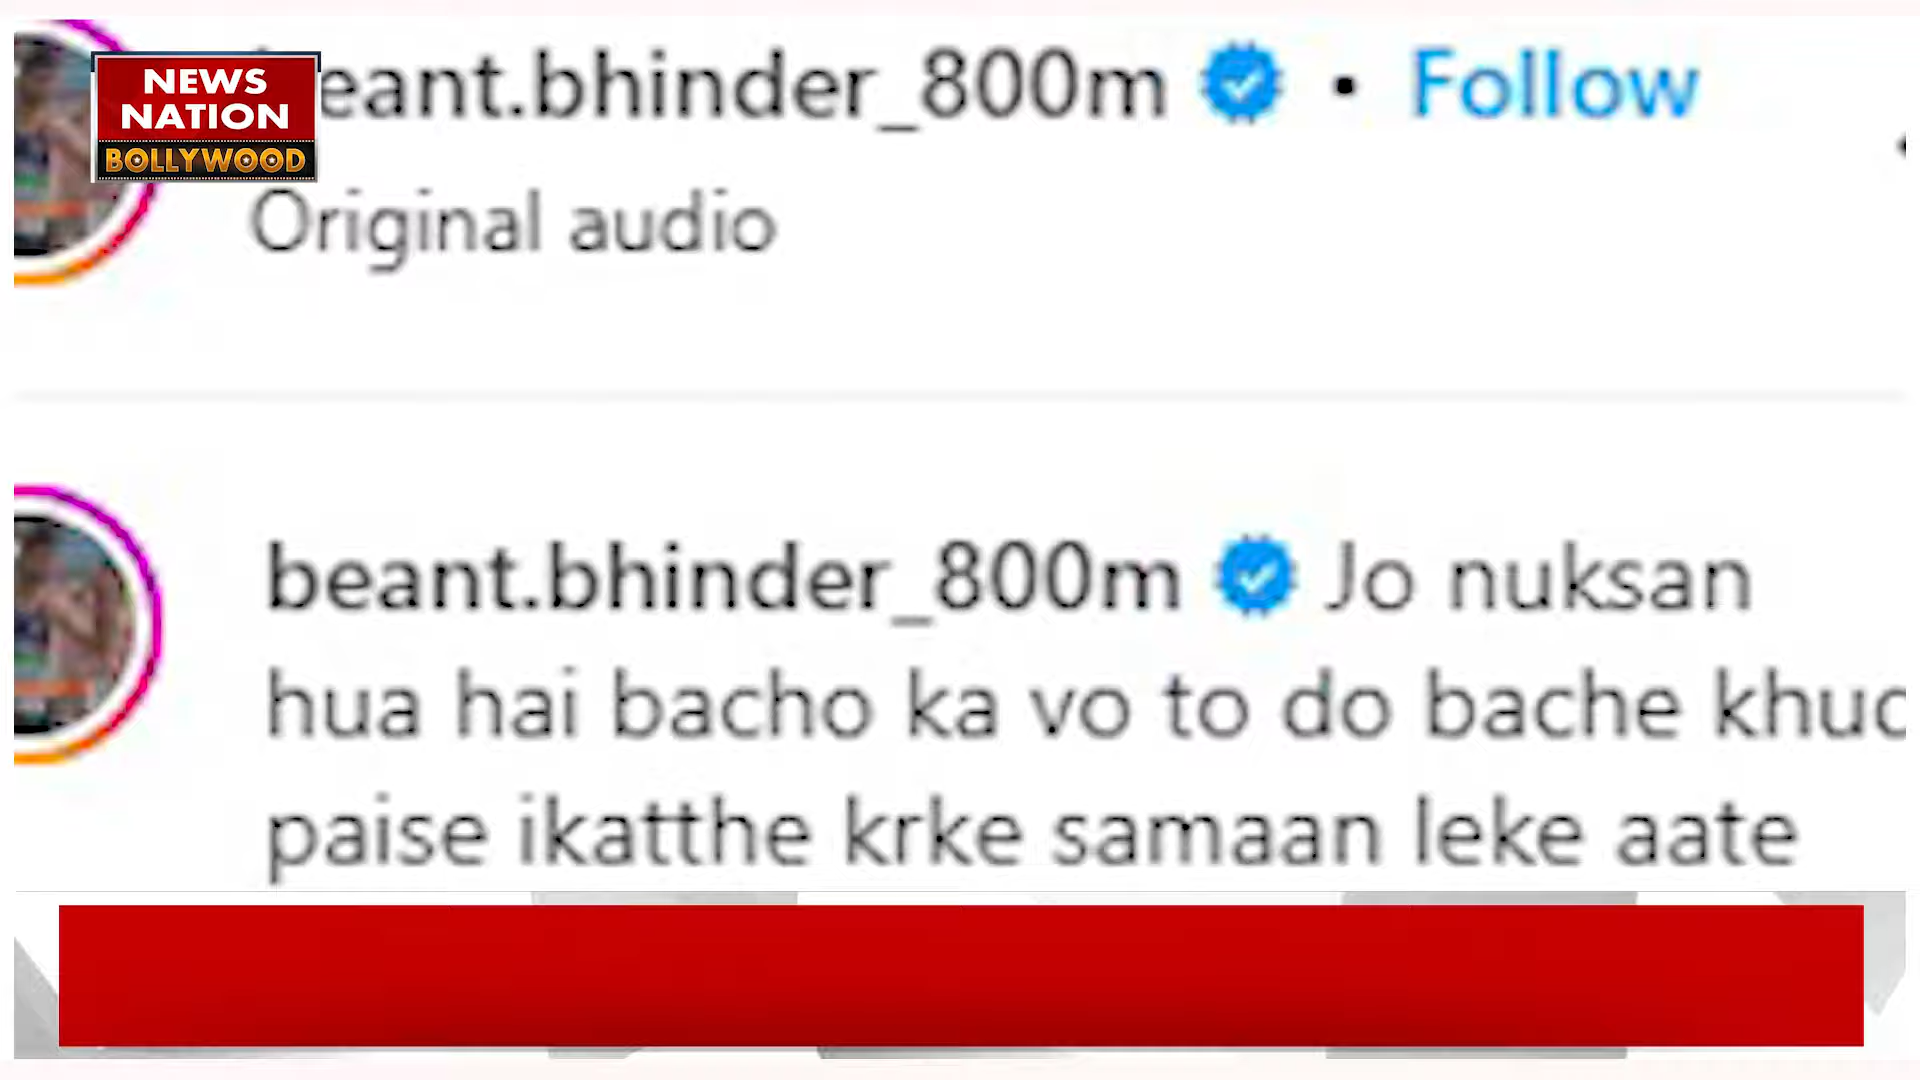 NEWS
NATION
BOLLYWOOD
eant.bhinder_800m • Follow
Original audio
beant.bhinder_800m Jo nuksan
hua hai bacho ka vo to do bache
paise ikatthe krke samaan leke aate